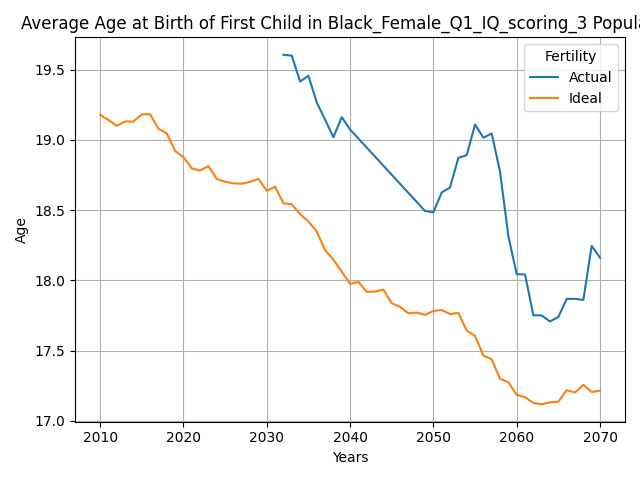 Average Age at Birth of First Child in Black_Female_Q1_IQ_scoring_3 Popula
Fertility
Actual
Ideal
19.5
19.0
18.5
18.0
17.5
17.0
Age
2010 2020 2030 2040 2050 2060 2070
Years